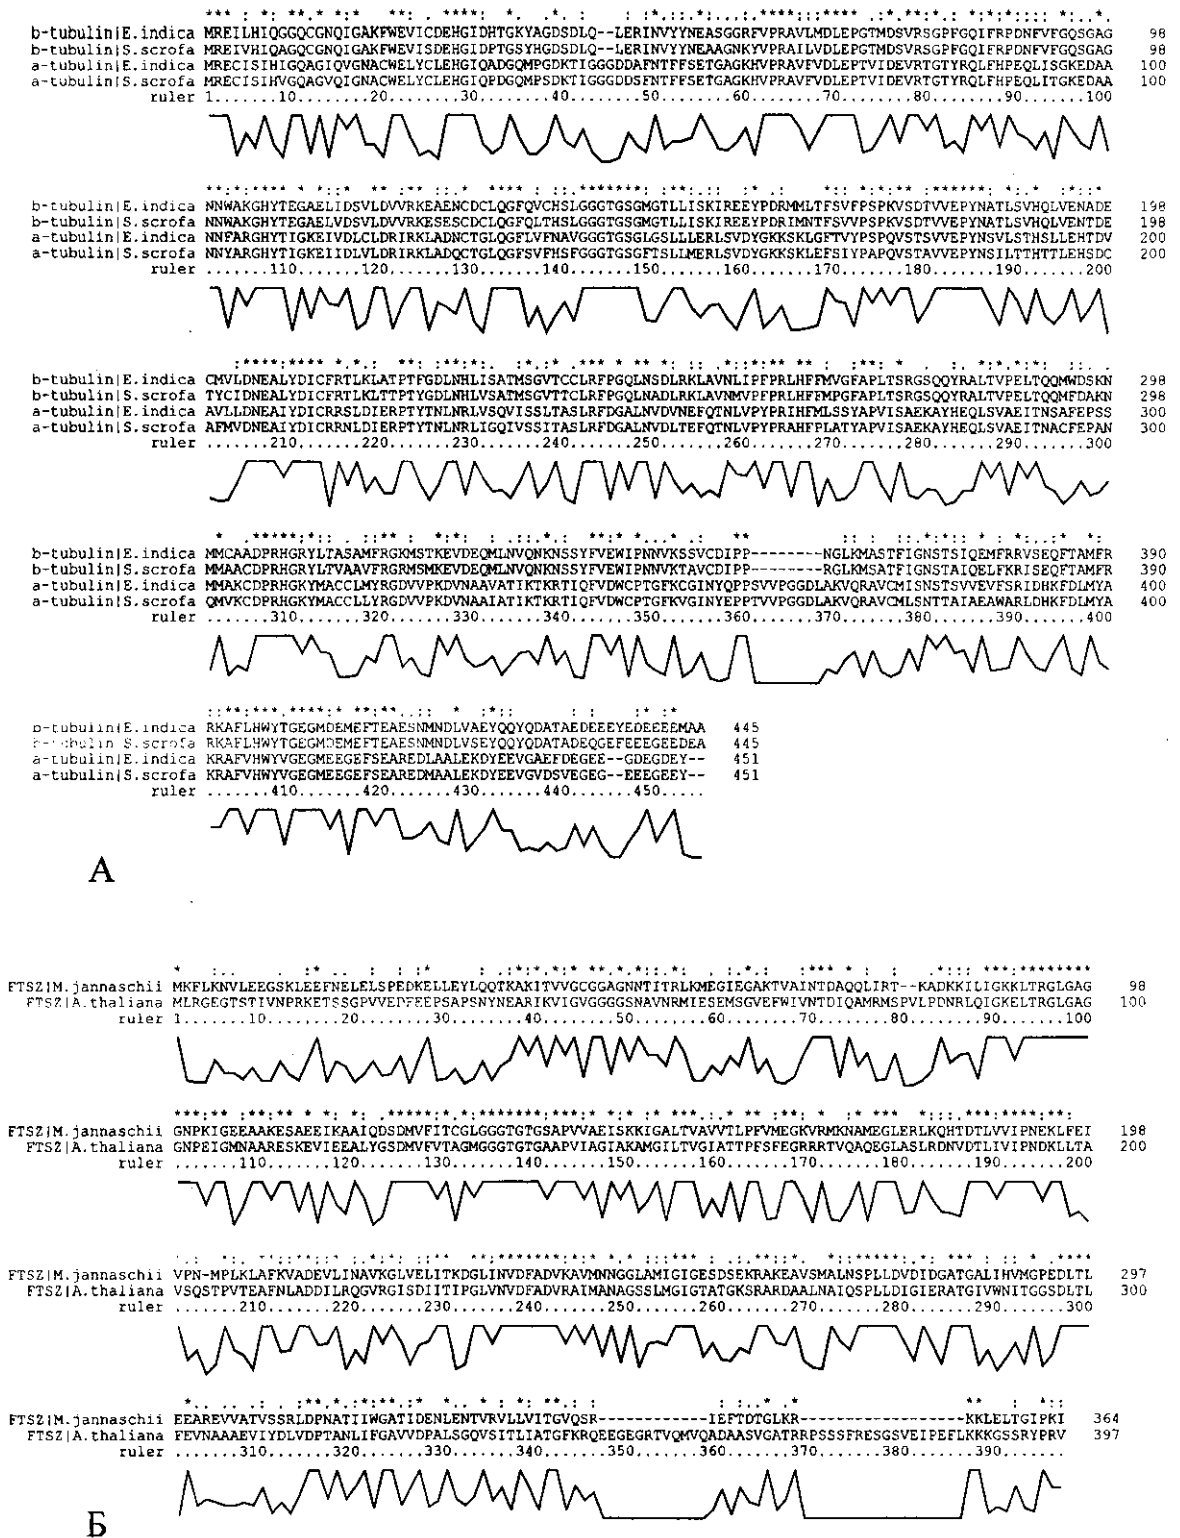 b-tubulin|E.indica MREILHIQGGQCGNQIGAKFWEVICDEHGIDHTGKYAGDSDLQ--LERINVYYNEASGGRFVPRAVLMDLEPGTMDSVRSGPFGQIFRPDNFVFGQSGAG 98
b-tubulin|S.scrofa MREIVHIQAGQCGNQIGAKFWEVISDEHGIDPTGSYHGDSDLQ--LERINVYYNEAAGNKYVPRAILVDLEPGTMDSVRSGPFGQIFRPDNFVFGQSGAG 98
a-tubulin|E.indica MRECISIHIGQAGIQVGNACWELYCLEHGIQADGQMPGDKTIGGGDDAFNTFFSETGAGKHVPRAVFVDLEPTVIDEVRTGTYRQLFHPEQLISGKEDAA 100
a-tubulin|S.scrofa MRECISIHVGQAGVQIGNACWELYCLEHGIQPDGQMPSDKTIGGGDDSFNTFFSETGAGKHVPRAVFVDLEPTVIDEVRTGTYRQLFHPEQLITGKEDAA 100
ruler 1.......10........20........30........40........50........60........70........80........90.......100
b-tubulin|E.indica NNWAKGHYTEGAELIDSVLDVVRKEAENCDCLQGFQVCHSLGGGTGSGMGTLLISKIREEYPDRMMLTFSVVPSPKVSDTVVEPYNATLSVHQLVENADE 198
b-tubulin|S.scrofa NNWAKGHYTEGAELVDSVLDVVRKESESCDCLQGFQLTHSLGGGTGSGMGTLLISKIREEYPDRIMNTFSVVPSPKVSDTVVEPYNATLSVHQLVENTDE 198
a-tubulin|E.indica NNFARGHYTIGKEIVDLCLDRIRKLADNCTGLQGFLVFNAVGGGTGSGLGSLLLERLSVDYGKKSKLGFTVYPSPQVSTSVVEPYNSVLSTHSLLEHTDV 200
a-tubulin|S.scrofa NNYARGHYTIGKEIIDLVLDRIRKLADQCTGLQGFSVFHSFGGGTGSGFTSLLMERLSVDYGKKSKLEFSIYPAPQVSTAVVEPYNSILTTHTTLEHSDC 200
ruler .......110.......120.......130.......140.......150.......160.......170.......180.......190.......200
b-tubulin|E.indica CMVLDNEALYDICFRTLKLATPTFGDLNHLISATMSGVTCCLRFPGQLNSDLRKLAVNLIPFPRLHFFMVGFAPLTSRGSQQYRALTVPELTQQMWDSKN 298
b-tubulin|S.scrofa TYCIDNEALYDICFRTLKLTTPTYGDLNHLVSATMSGVTTCLRFPGQLNADLRKLAVNMVPFPRLHFFMPGFAPLTSRGSQQYRALTVPELTQQMFDAKN 298
a-tubulin|E.indica AVLLDNEAIYDICRRSLDIERPTYTNLNRLVSQVISSLTASLRFDGALNVDVNEFQTNLVPYPRIHFMLSSYAPVISAEKAYHEQLSVAEITNSAFEPSS 300
a-tubulin|S.scrofa AFMVDNEAIYDICRRNLDIERPTYTNLNRLIGQIVSSITASLRFDGALNVDLTEFQTNLVPYPRAHFPLATYAPVISAEKAYHEQLSVAEITNACFEPAN 300
ruler .......210.......220.......230.......240.......250.......260.......270.......280.......290.......300
b-tubulin|E.indica MMCAADPRHGRYLTASAMFRGKMSTKEVDEQMLNVQNKNSSYFVEWIPNNVKSSVCDIPP--------NGLKMASTFIGNSTSIQEMFRRVSEQFTAMFR 390
b-tubulin|S.scrofa MMAACDPRHGRYLTVAAVFRGRMSMKEVDEQMLNVQNKNSSYFVEWIPNNVKTAVCDIPP--------RGLKMSATFIGNSTAIQELFKRISEQFTAMFR 390
a-tubulin|E.indica MMAKCDPRHGKYMACCLMYRGDVVPKDVNAAVATIKTKRTIQFVDWCPTGFKCGINYQPPSVVPGGDLAKVQRAVCMISNSTSVVEVFSRIDHKFDLMYA 400
a-tubulin|S.scrofa QMVKCDPRHGKYMACCLLYRGDVVPKDVNAAIATIKTKRTIQFVDWCPTGFKVGINYEPPTVVPGGDLAKVQRAVCMLSNTTAIAEAWARLDHKFDLMYA 400
ruler .......310.......320.......330.......340.......350.......360.......370.......380.......390.......400
b-tubulin|E.indica RKAFLHWYTGEGMDEMEFTEAESNMNDLVAEYQQYQDATAEDEEEYEDEEEEMAA 445
b-tubulin S.scrofa RKAFLHWYTGEGMDEMEFTEAESNMNDLVSEYQQYQDATADEQGEFEEEGEEDEA 445
a-tubulin|E.indica KRAFVHWYVGEGMEEGEFSEAREDLAALEKDYEEVGAEFDEGEE--GDEGDEY-- 451
a-tubulin|S.scrofa KRAFVHWYVGEGMEEGEFSEAREDMAALEKDYEEVGVDSVEGEG-EEEGEEY-- 451
ruler .......410.......420.......430.......440.......450.....
А
FTSZ|M.jannaschii MKFLKNVLEEGSKLEEFNELELSPEDKELLEYLQQTKAKITVVGCGGAGNNTITRLKMEGIEGAKTVAINTDAQQLIRT--KADKKILIGKKLTRGLGAG 98
FTSZ|A.thaliana MLRGEGTSTIVNPRKETSSGPVVEDFEEPSAPSNYNEARIKVIGVGGGGSNAVNRMIESEMSGVEFWIVNTDIQAMRMSPVLPDNRLQIGKELTRGLGAG 100
ruler 1.......10........20........30........40........50........60........70........80........90.......100
FTSZ|M.jannaschii GNPKIGEEAAKESAEEIKAAIQDSDMVFITCGLGGGTGTGSAPVVAEISKKIGALTVAVVTLPFVMEGKVRMKNAMEGLERLKQHTDTLVVIPNEKLFEI 198
FTSZ|A.thaliana GNPEIGMNAARESKEVIEEALYGSDMVFVTAGMGGGTGTGAAPVIAGIAKAMGILTVGIATTPFSFEGRRRTVQAQEGLASLRDNVDTLIVIPNDKLLTA 200
ruler .......110.......120.......130.......140.......150.......160.......170.......180.......190.......200
FTSZ|M.jannaschii VPN-MPLKLAFKVADEVLINAVKGLVELITKDGLINVDFADVKAVMNNGGLAMIGIGESDSEKRAKEAVSMALNSPLLDVDIDGATGALIHVMGPEDLTL 297
FTSZ|A.thaliana VSQSTPVTEAFNLADDILRQGVRGISDIITIPGLVNVDFADVRAIMANAGSSLMGIGTATGKSRARDAALNAIQSPLLDIGIERATGIVWNITGGSDLTL 300
ruler .......210.......220.......230.......240.......250.......260.......270.......280.......290.......300
FTSZ|M.jannaschii EEAREVVATVSSRLDPNATIIWGATIDENLENTVRVLLVITGVQSR------------IEFTDTGLKR------------------KKLELTGIPKI 364
FTSZ|A.thaliana FEVNAAAEVIYDLVDPTANLIFGAVVDPALSGQVSITLIATGFKRQEEGEGRTVQMVQADAASVGATRRPSSSFRESGSVEIPEFLKKKGSSRYPRV 397
ruler .......310.......320.......330.......340.......350.......360.......370.......380.......390.......
Б